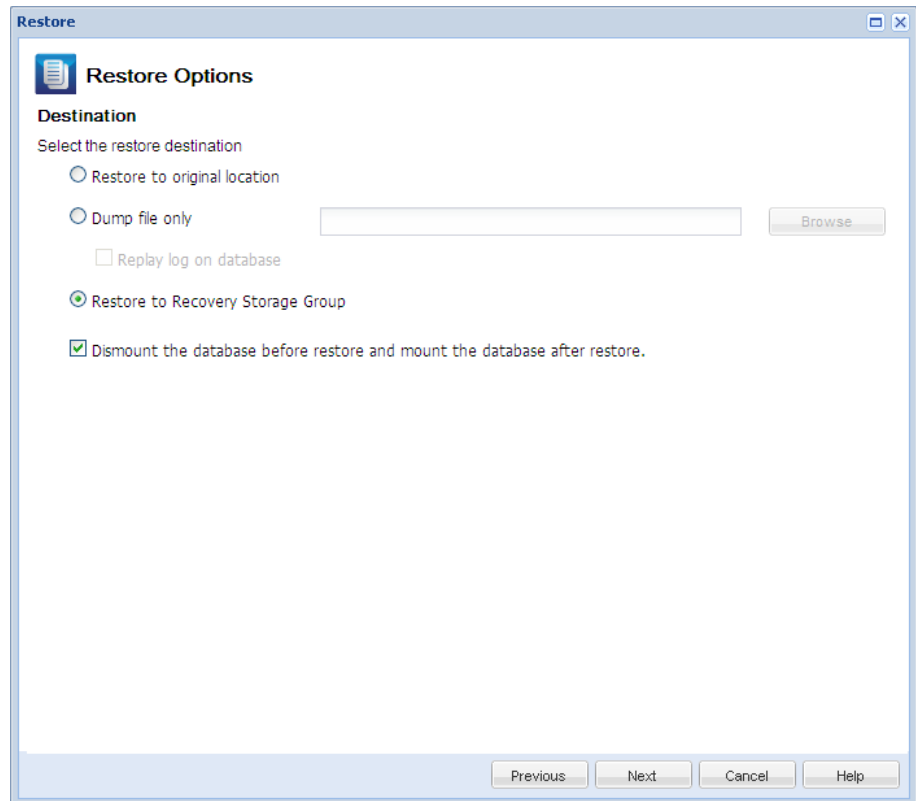 Restore
Restore Options
Destination
Select the restore destination
Restore to original location
Dump file only
Browse
Replay log on database
Restore to Recovery Storage Group
Dismount the database before restore and mount the database after restore.
Previous
Next
Cancel
Help